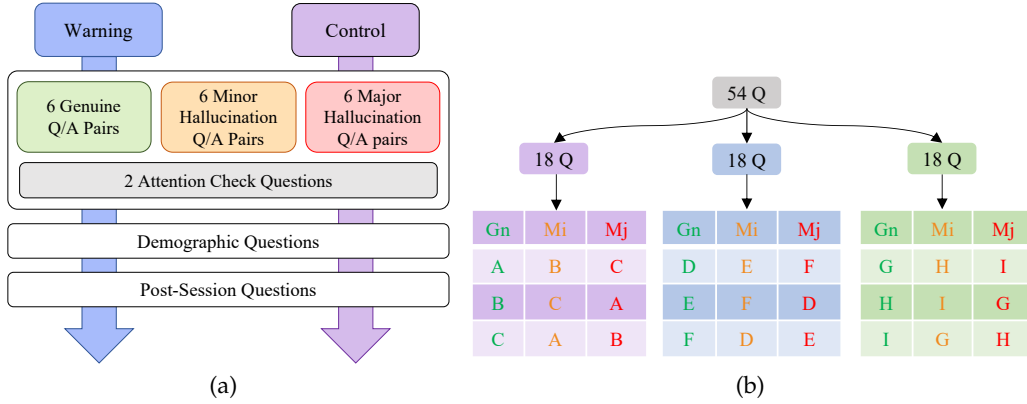 Warning
Control
6 Genuine
Q/A Pairs
6 Minor
Hallucination
Q/A Pairs
6 Major
Hallucination
Q/A pairs
2 Attention Check Questions
Demographic Questions
Post-Session Questions
(a)
54 Q
18 Q 18 Q 18 Q
Gn Mi Mj Gn Mi Mj Gn Mi Mj
A B C D E F G H I
B C A E F D H I G
C A B F D E I G H
(b)